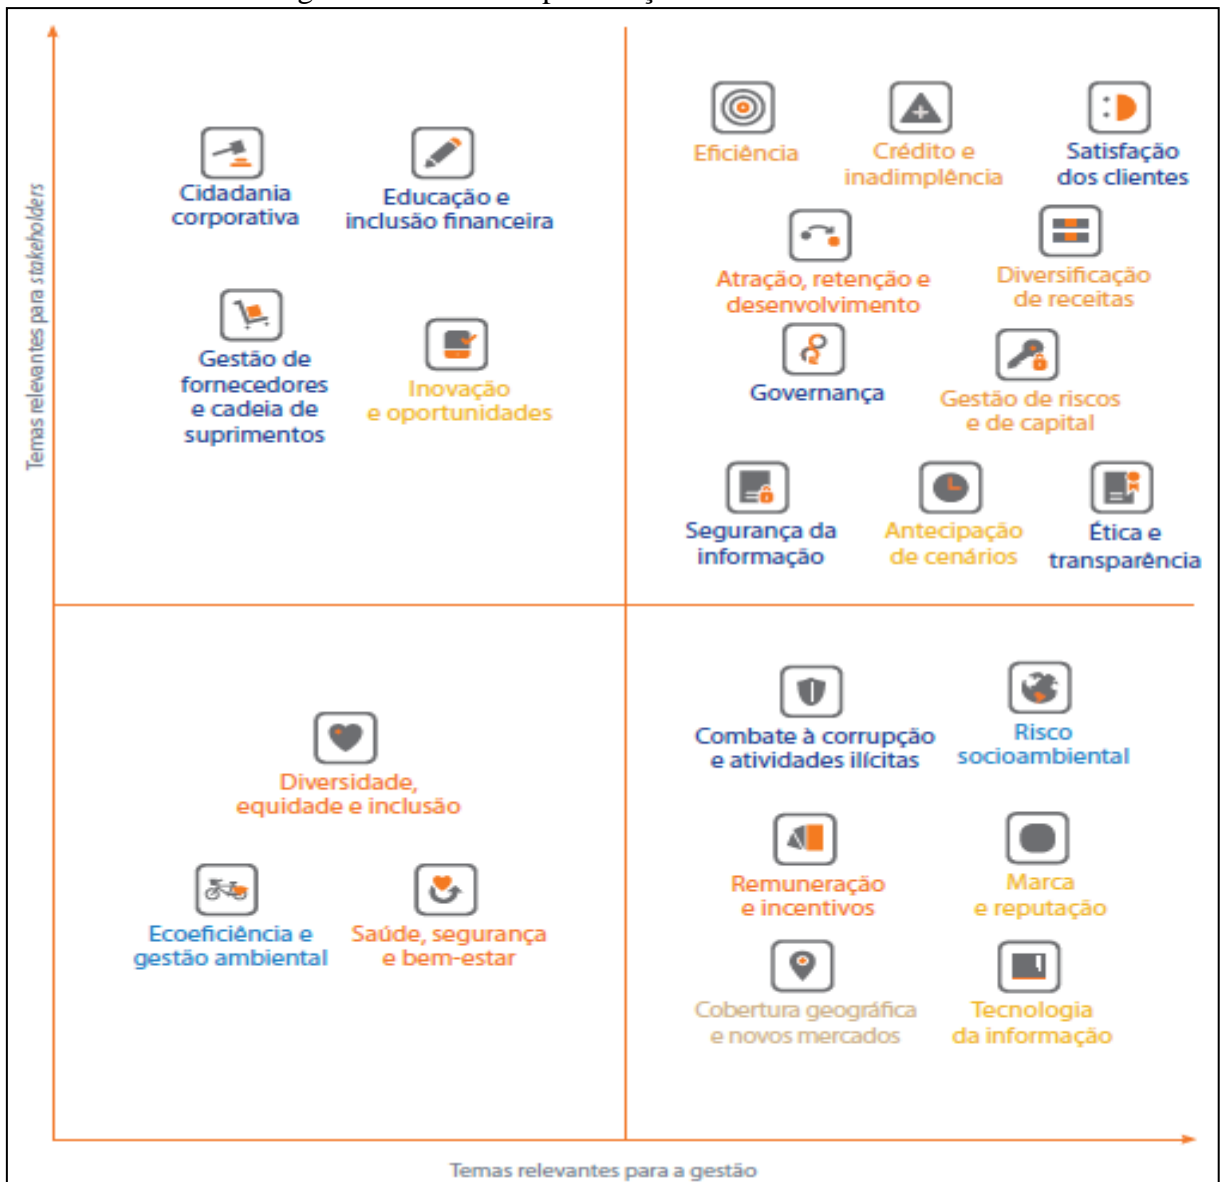 Temas relevantes para stakeholders
Cidadania
corporativa
Educação e
inclusão financeira
Gestão de
fornecedores
e cadeia de
suprimentos
Inovação
e oportunidades
Eficiência
Crédito e
inadimplência
Satisfação
dos clientes
Atração, retenção e
desenvolvimento
Diversificação
de receitas
Governança
Gestão de riscos
e de capital
Segurança da
informação
Antecipação
de cenários
Ética e
transparência
Diversidade,
equidade e inclusão
Ecoeficiência e
gestão ambiental
Saúde, segurança
e bem-estar
Combate à corrupção
e atividades ilícitas
Risco
socioambiental
Remuneração
e incentivos
Marca
e reputação
Cobertura geográfica
e novos mercados
Tecnologia
da informação
Temas relevantes para a gestão